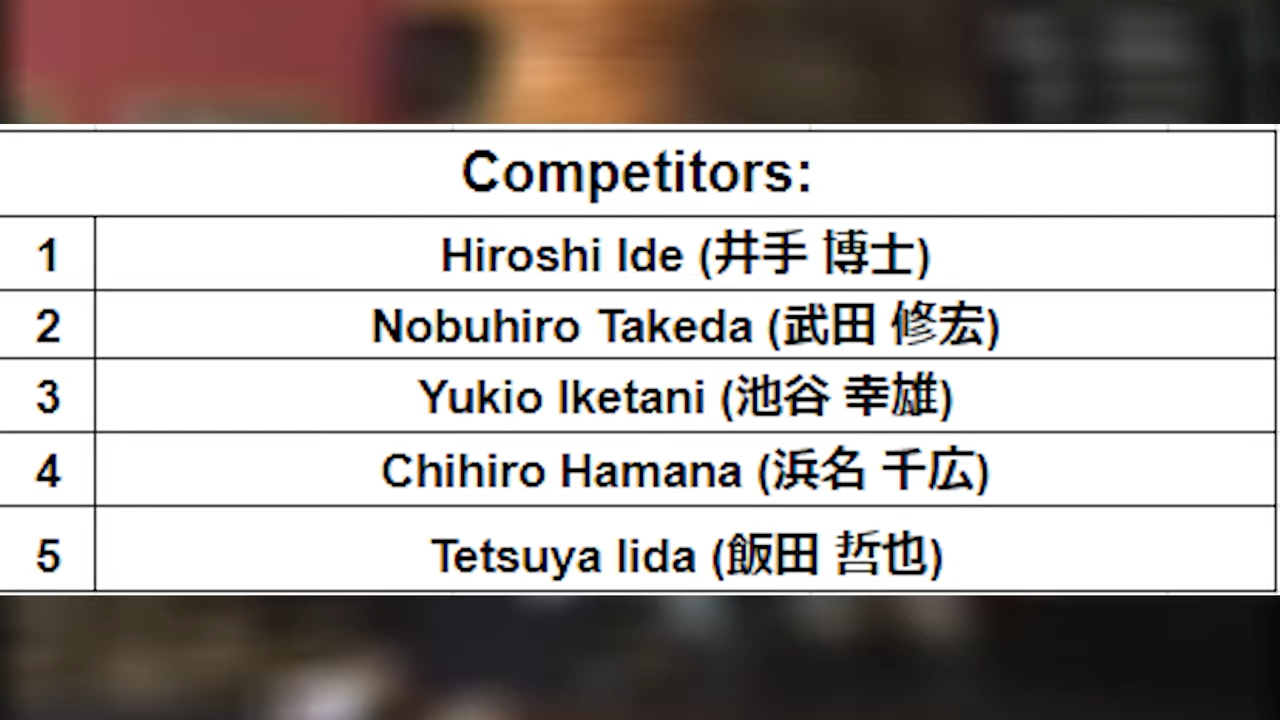 Competitors:
1 Hiroshi Ide (井手 博士)
2 Nobuhiro Takeda (武田 修宏)
3 Yukio Iketani (池谷 幸雄)
4 Chihiro Hamana (浜名 千広)
5 Tetsuya Iida (飯田 哲也)